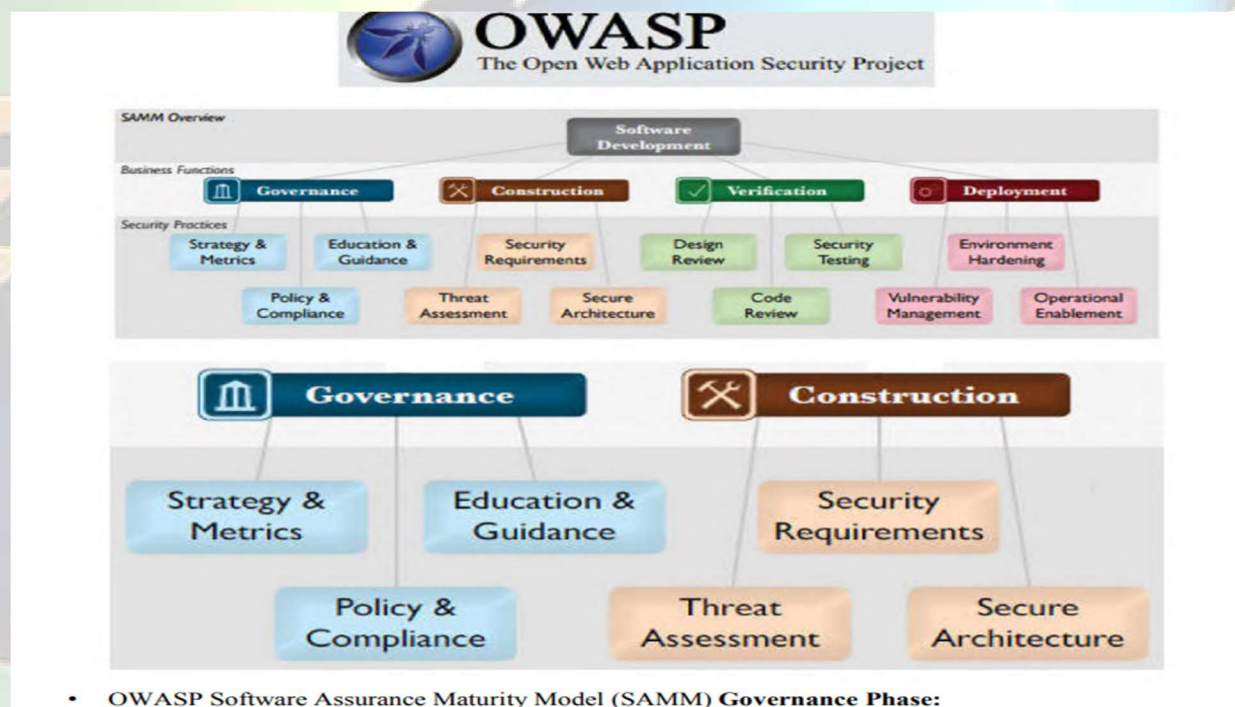 OWASP
The Open Web Application Security Project
SAMM Overview
Software
Development
Business Functions
Governance
Construction
Verification
Deployment
Security Practices
Strategy &
Metrics
Education &
Guidance
Security
Requirements
Design
Review
Security
Testing
Environment
Hardening
Policy &
Compliance
Threat
Assessment
Secure
Architecture
Code
Review
Vulnerability
Management
Operational
Enablement
Governance
Construction
Strategy &
Metrics
Education &
Guidance
Security
Requirements
Policy &
Compliance
Threat
Assessment
Secure
Architecture
• OWASP Software Assurance Maturity Model (SAMM) Governance Phase: